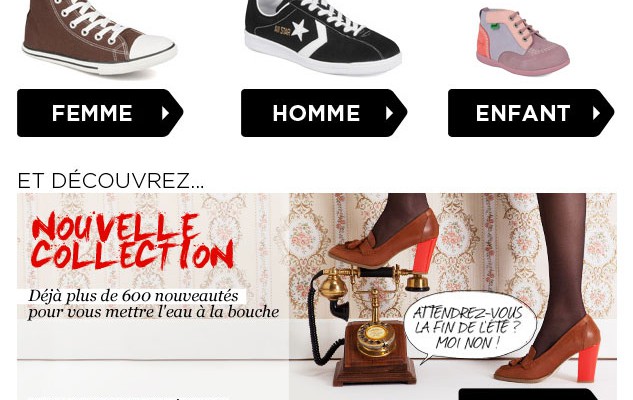 ALL STAR
FEMME
HOMME
ENFANT
ET DÉCOUVREZ...
NOUVELLE
COLLECTION
Déjà plus de 600 nouveautés
pour vous mettre l'eau à la bouche
ATTENDREZ-VOUS
LA FIN DE L'ÉTÉ ?
MOI NON !